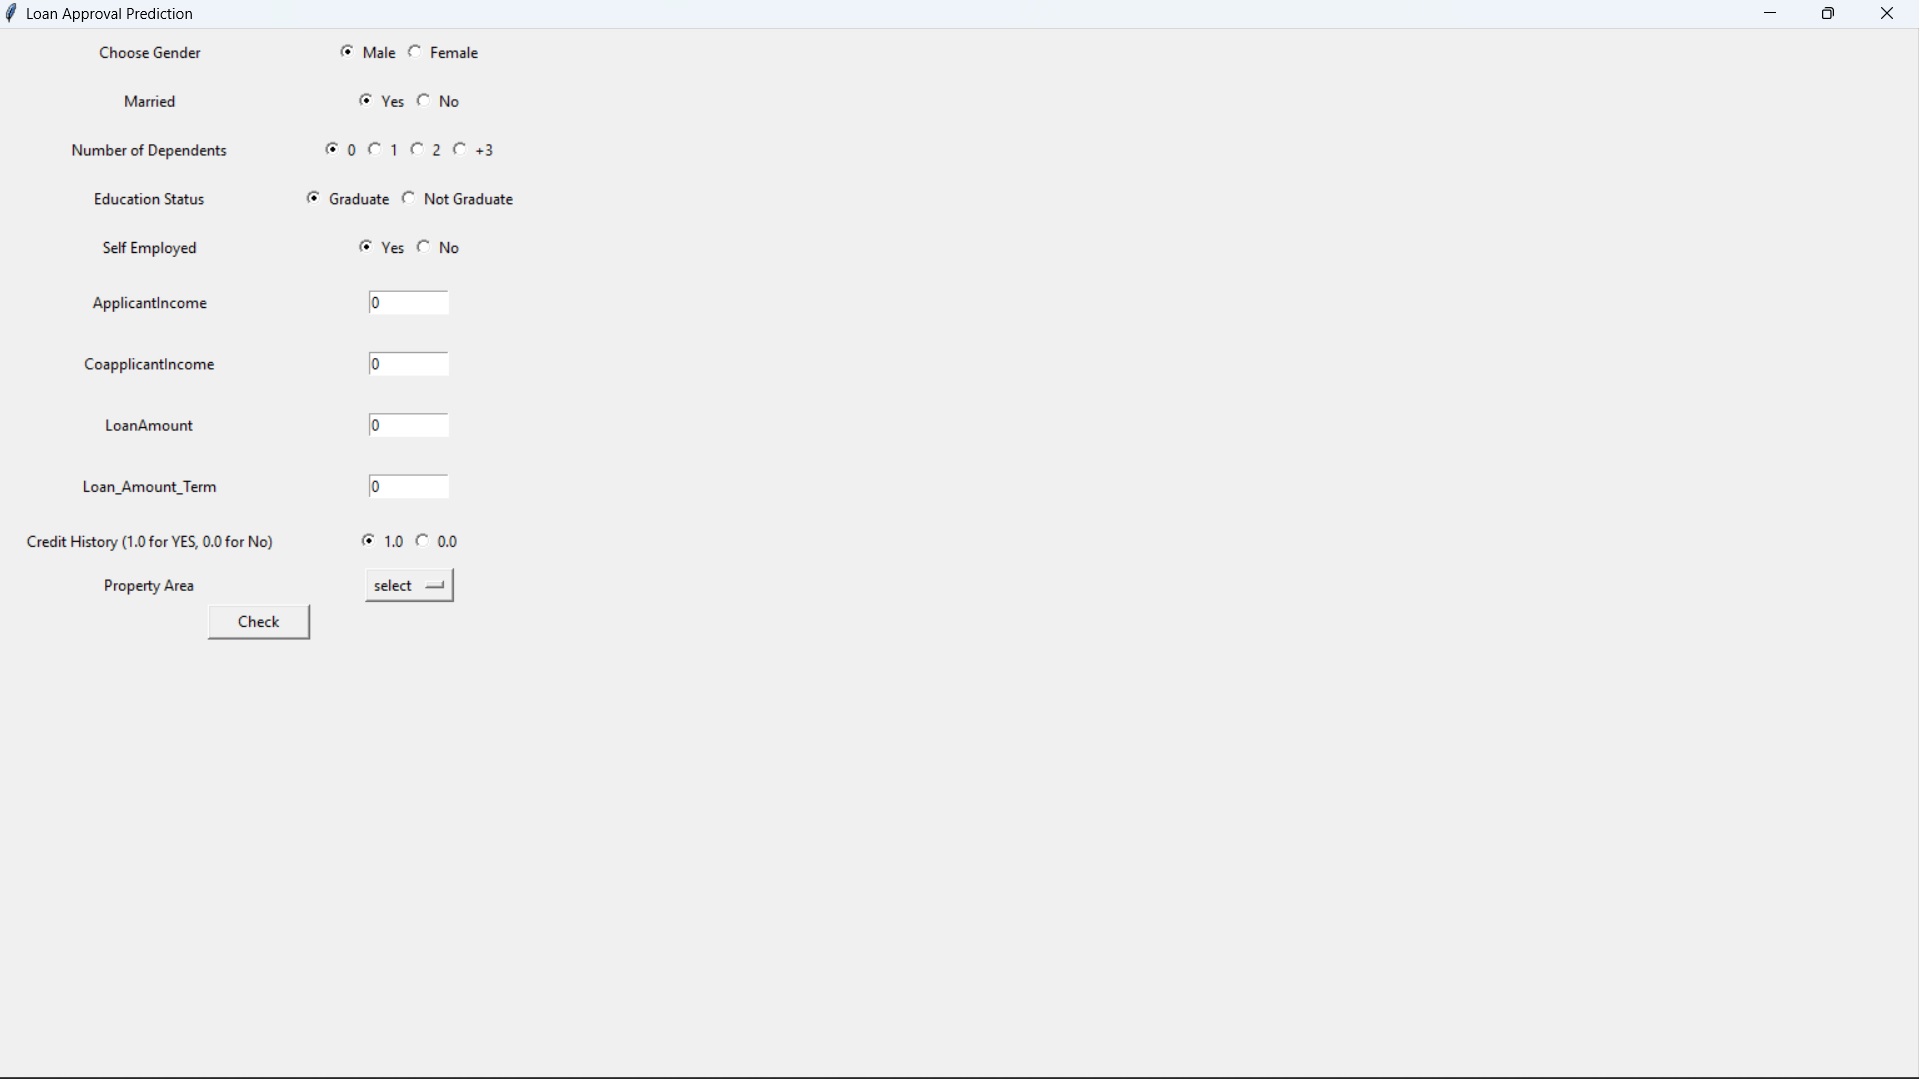 Loan Approval Prediction
Choose Gender Male Female
Married Yes No
Number of Dependents 0 1 2 +3
Education Status Graduate Not Graduate
Self Employed Yes No
ApplicantIncome 0
CoapplicantIncome 0
LoanAmount 0
Loan_Amount_Term 0
Credit History (1.0 for YES, 0.0 for No) 1.0 0.0
Property Area select
Check